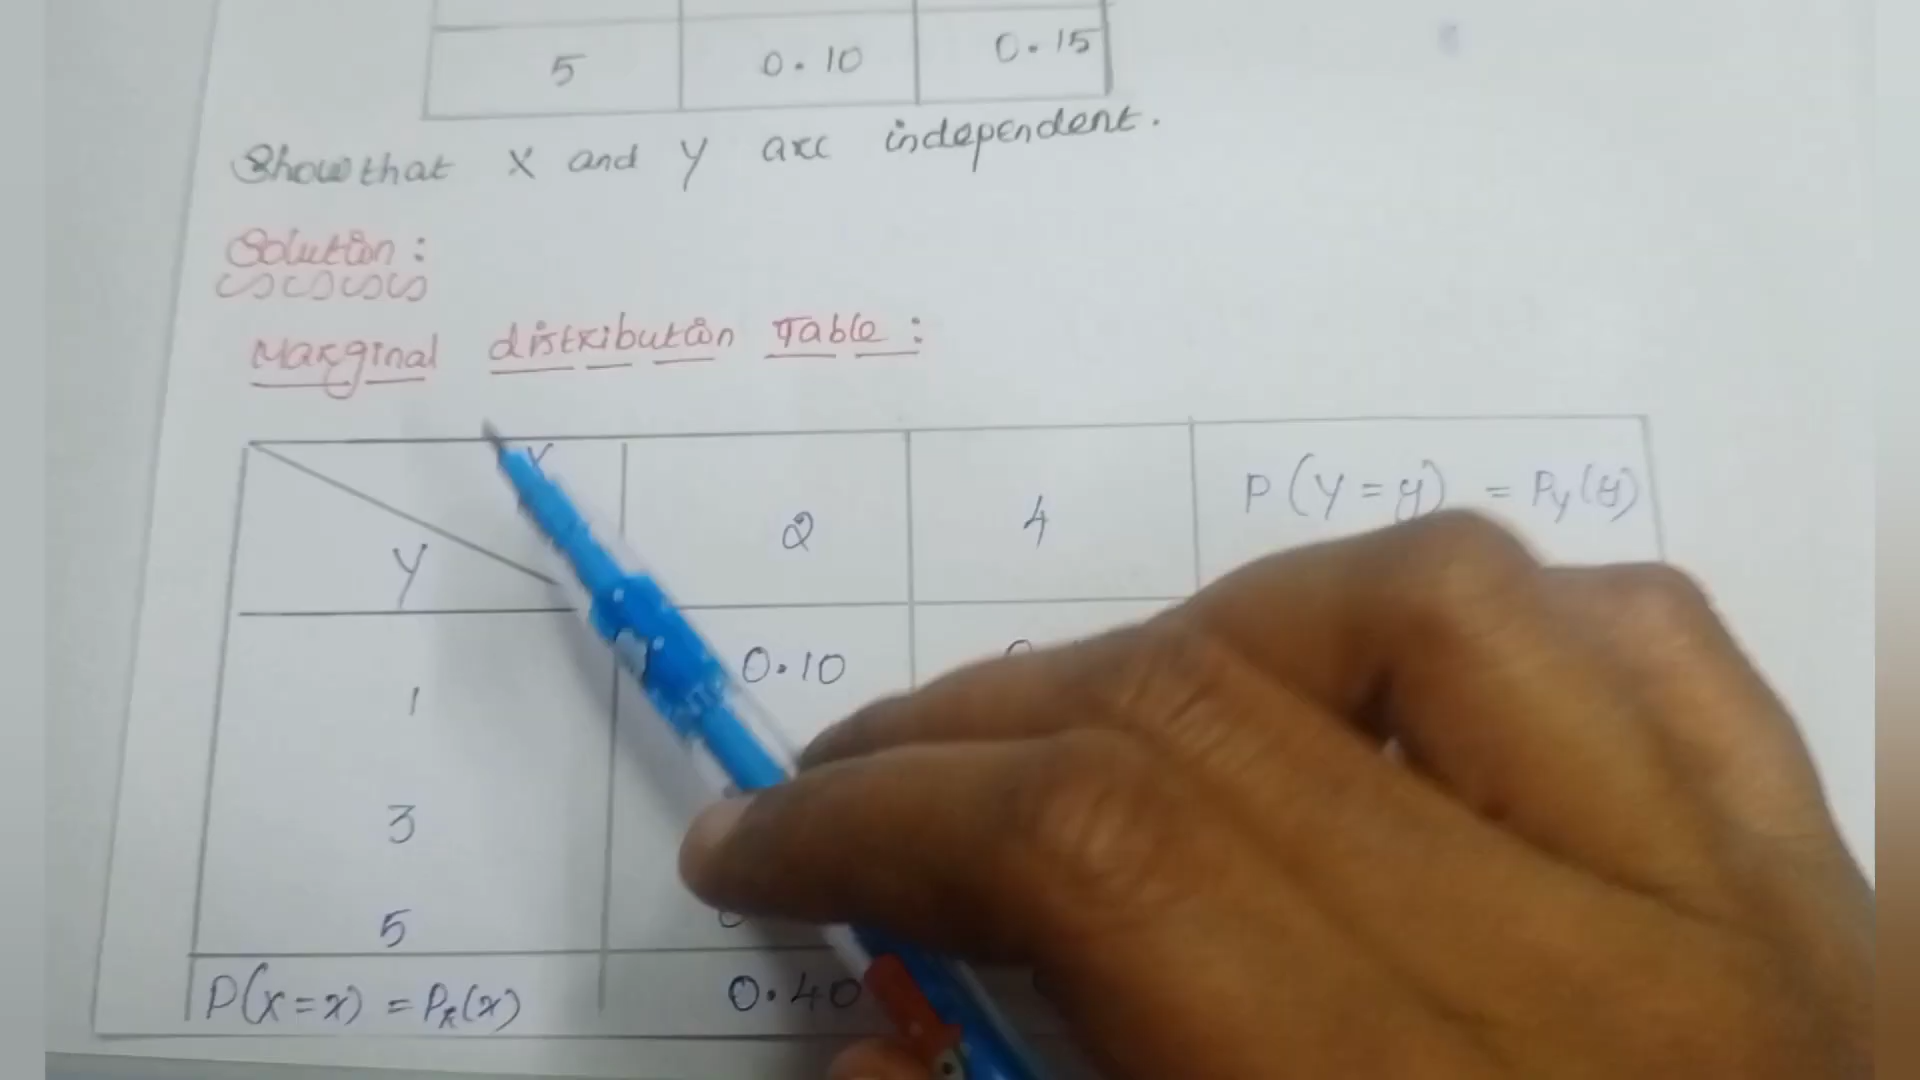 5 0.10 0.15
Show that X and Y are independent.
Solution:
Marginal distribution Table:
Y 2 4 P(Y=y) = Py(y)
1 0.10
3
5
P(X=x) = Px(x) 0.40